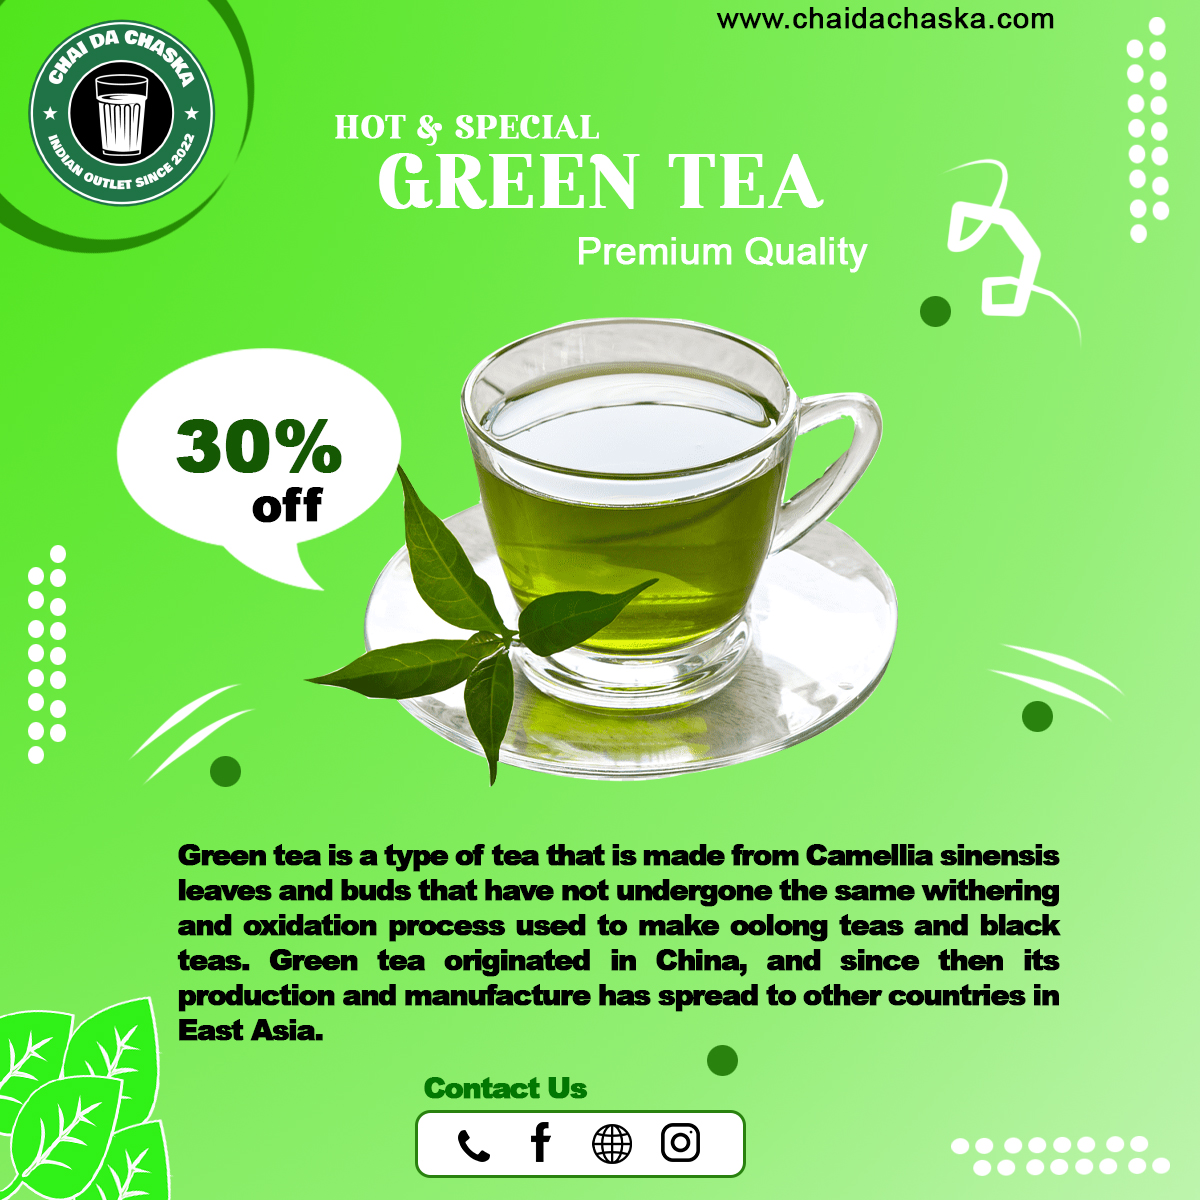 www.chaidachaska.com
CHAI DA CHASKA
INDIAN OUTLET SINCE 2022
HOT & SPECIAL
GREEN TEA
Premium Quality
30%
off
Green tea is a type of tea that is made from Camellia sinensis
leaves and buds that have not undergone the same withering
and oxidation process used to make oolong teas and black
teas. Green tea originated in China, and since then its
production and manufacture has spread to other countries in
East Asia.
Contact Us